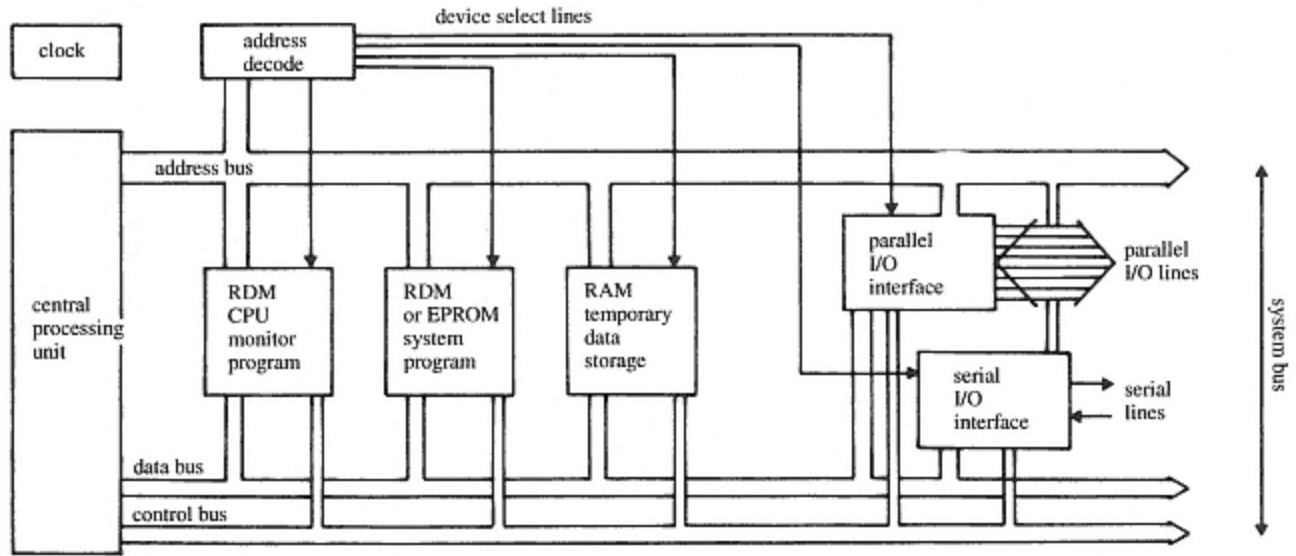 device select lines
clock
address
decode
address bus
central
processing
unit
RDM
CPU
monitor
program
RDM
or EPROM
system
program
RAM
temporary
data
storage
parallel
I/O
interface
parallel
I/O lines
serial
I/O
interface
serial
lines
system bus
data bus
control bus